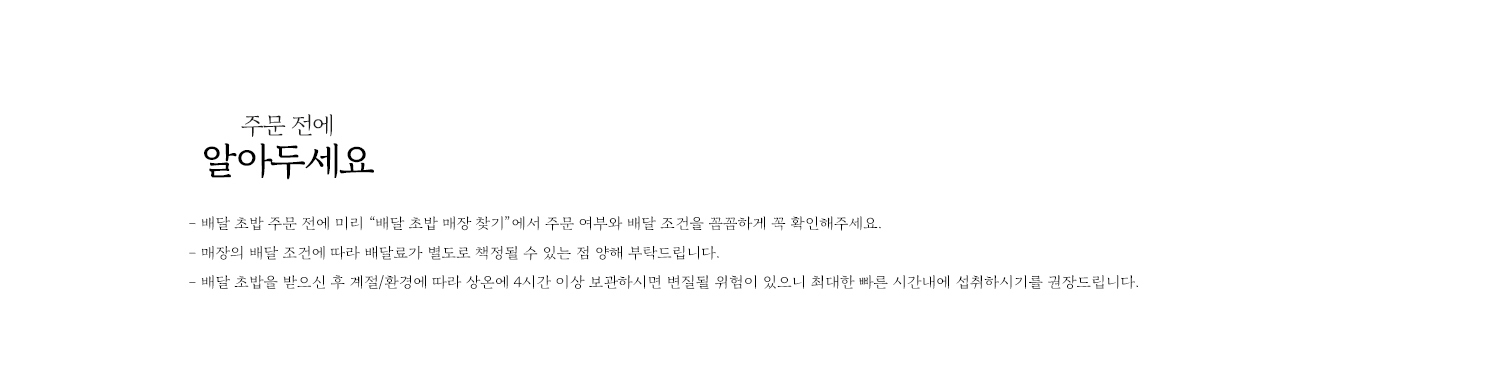 주문 전에
알아두세요
– 배달 초밥 주문 전에 미리 “배달 초밥 매장 찾기”에서 주문 여부와 배달 조건을 꼼꼼하게 꼭 확인해주세요.
– 매장의 배달 조건에 따라 배달료가 별도로 책정될 수 있는 점 양해 부탁드립니다.
– 배달 초밥을 받으신 후 계절/환경에 따라 상온에 4시간 이상 보관하시면 변질될 위험이 있으니 최대한 빠른 시간내에 섭취하시기를 권장드립니다.